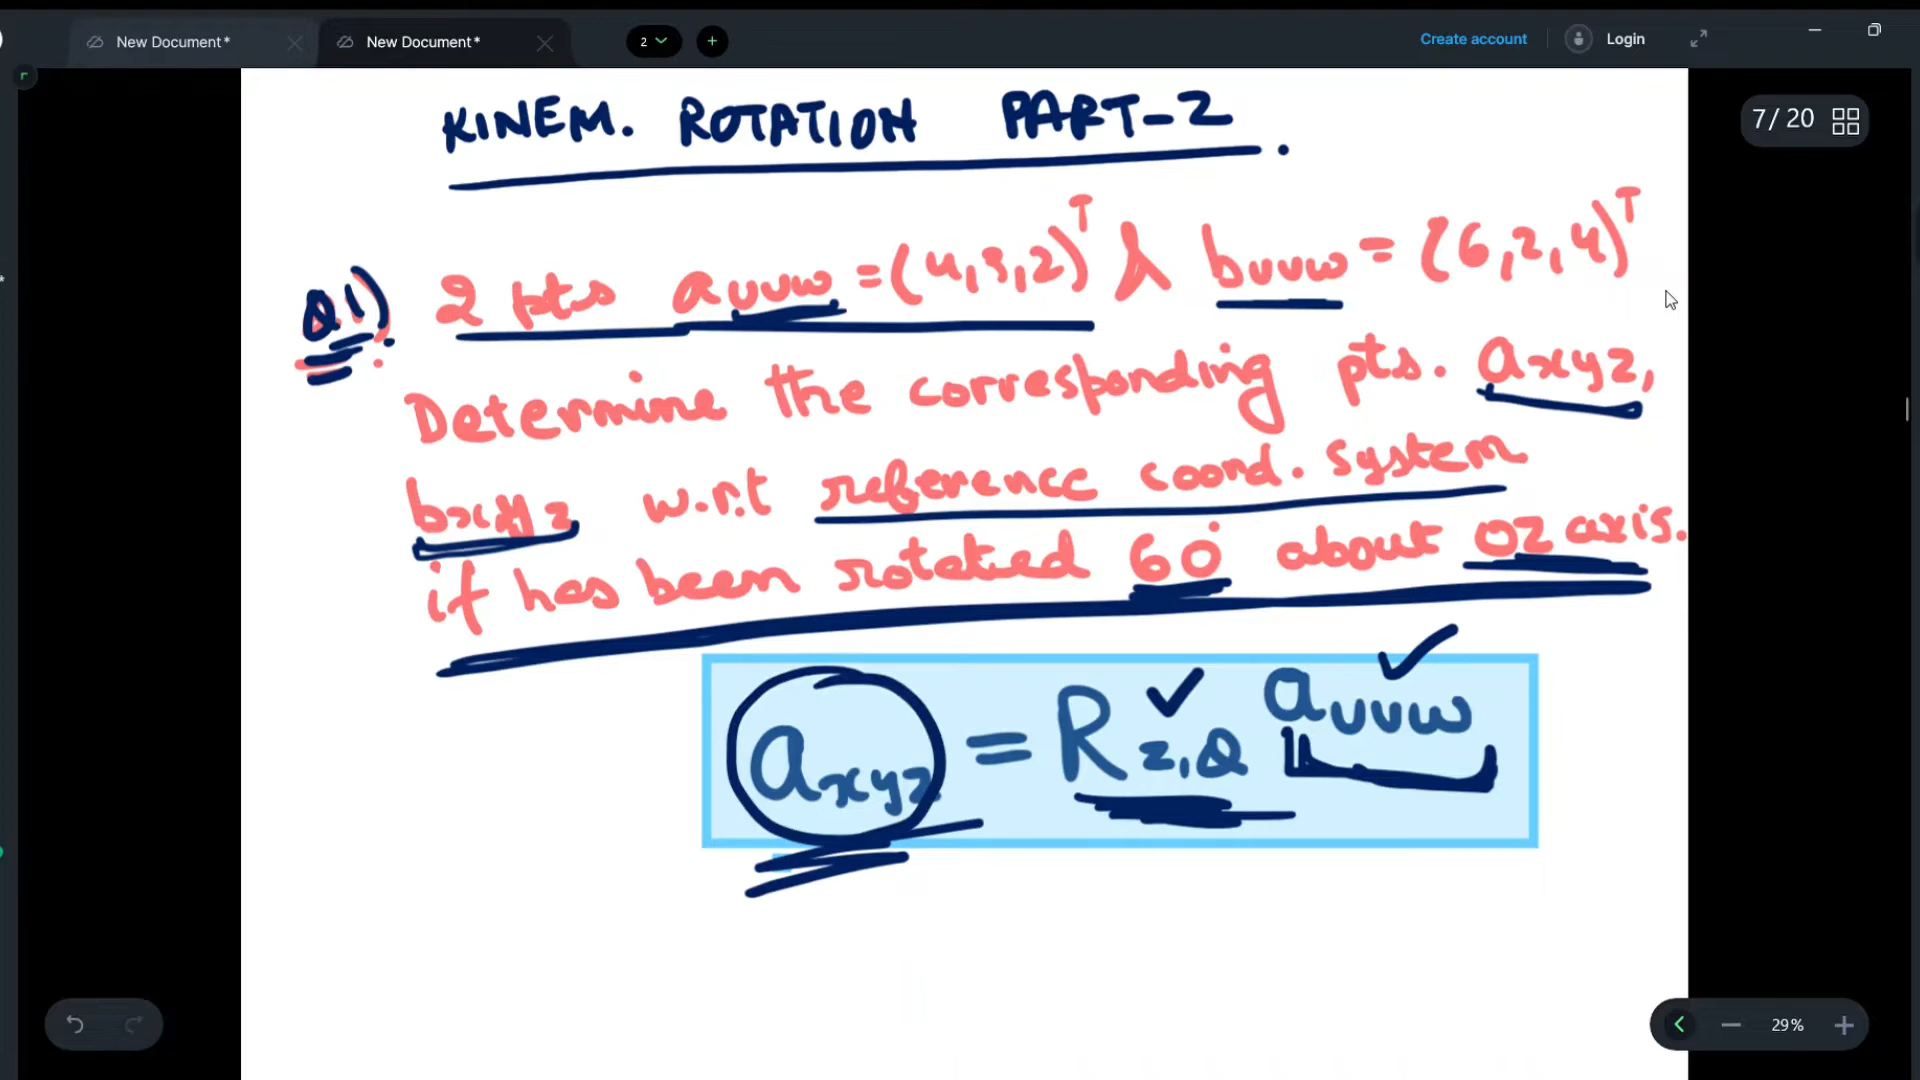 New Document*
New Document*
2
Create account
Login
7/ 20
KINEM. ROTATION PART-2
Q1) 2 pts auvw = (4,3,2)ᵀ & buvw = (6,2,4)ᵀ
Determine the corresponding pts. axyz,
bxyz w.r.t reference coord. system
if has been rotated 60° about OZ axis.
axyz = Rz,θ auvw
29%